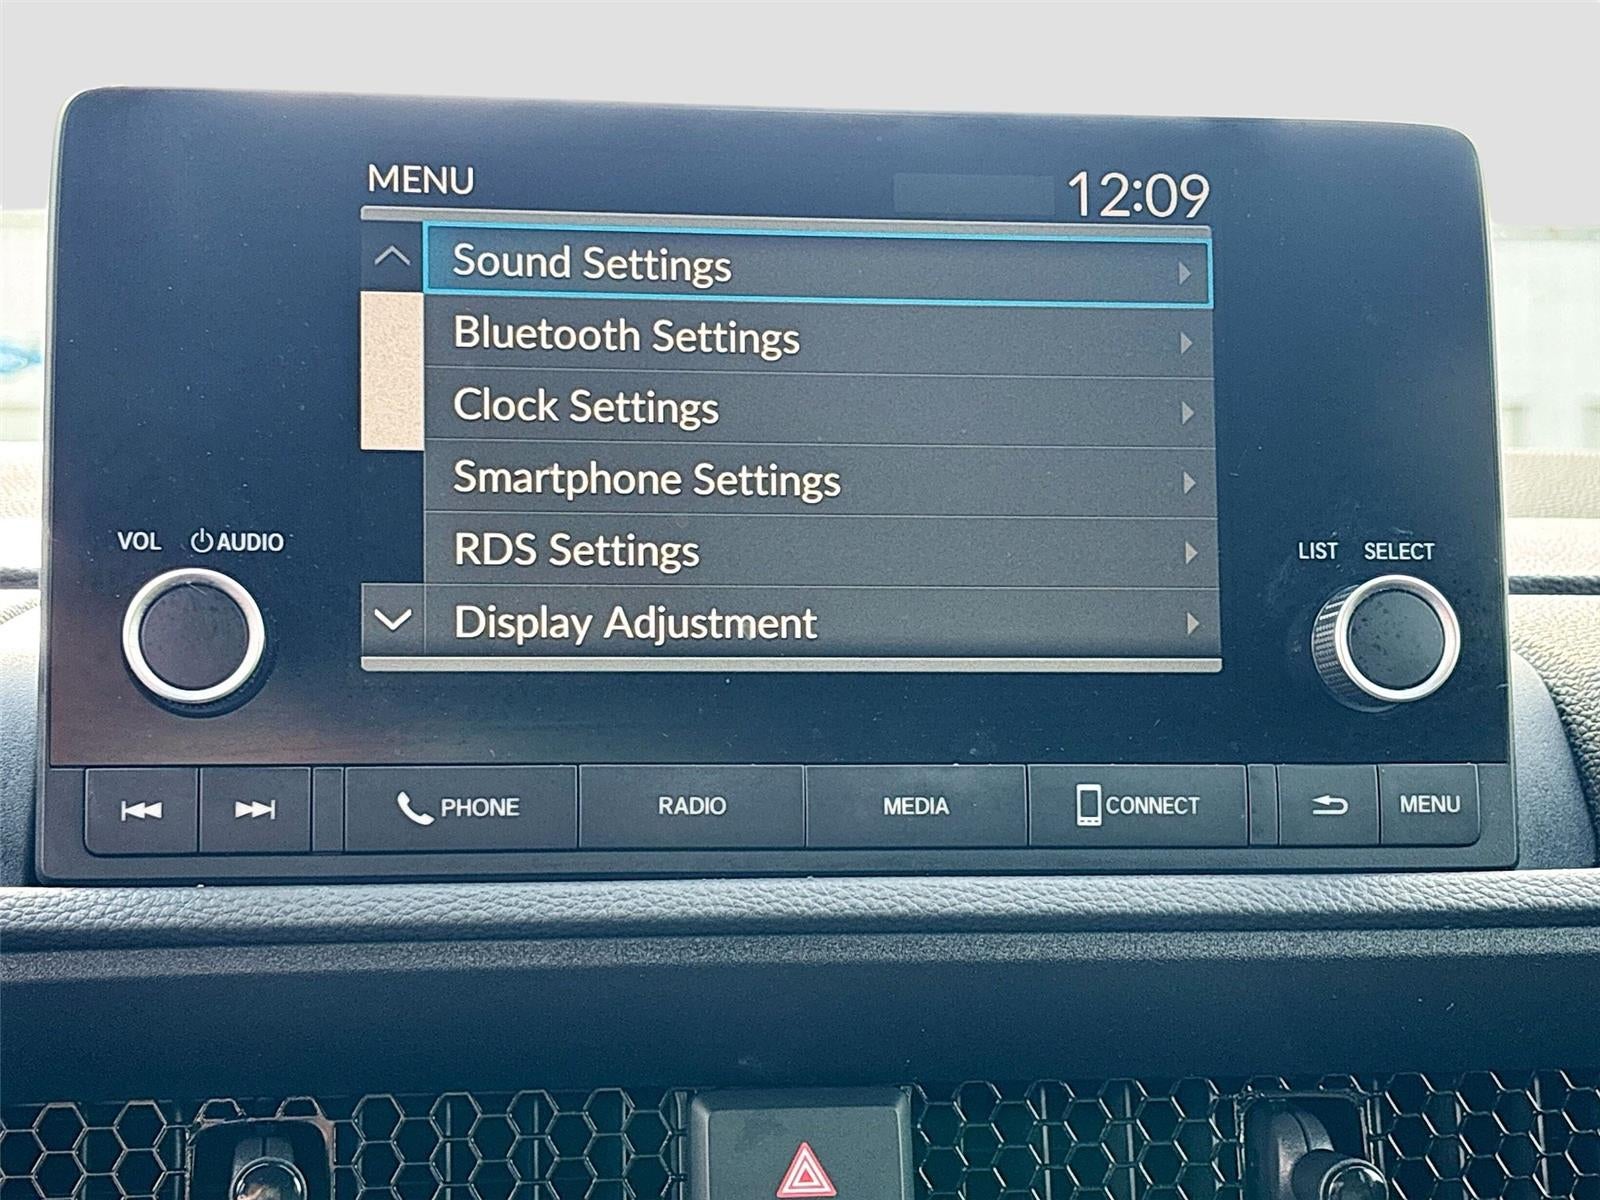 MENU
12:09
Sound Settings
Bluetooth Settings
Clock Settings
Smartphone Settings
RDS Settings
Display Adjustment
VOL AUDIO
LIST SELECT
PHONE
RADIO
MEDIA
CONNECT
MENU